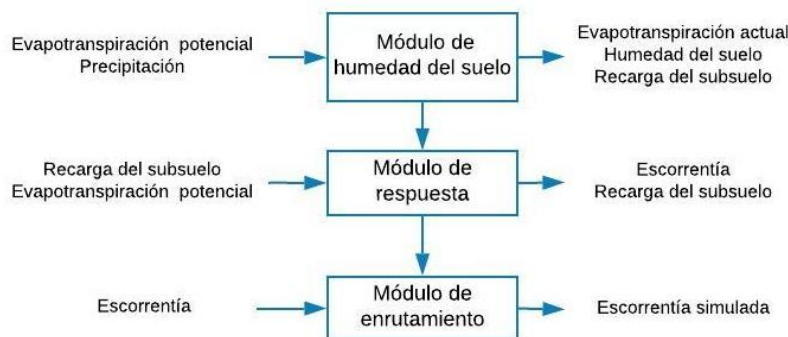 Evapotranspiración potencial
Precipitación
Módulo de
humedad del suelo
Evapotranspiración actual
Humedad del suelo
Recarga del subsuelo
Recarga del subsuelo
Evapotranspiración potencial
Módulo de
respuesta
Escorrentía
Recarga del subsuelo
Escorrentía
Módulo de
enrutamiento
Escorrentía simulada